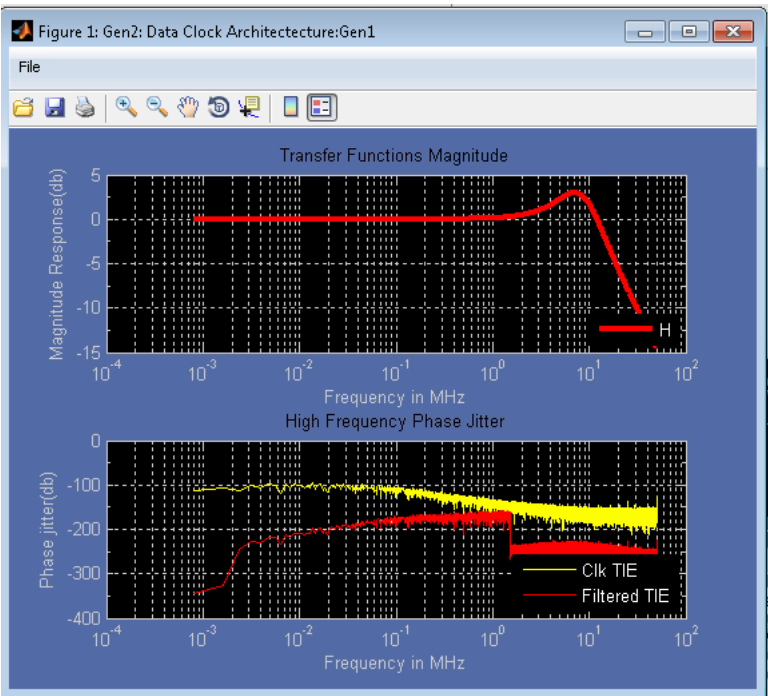 Figure 1: Gen2: Data Clock Architectecture:Gen1
File
Transfer Functions Magnitude
Magnitude Response(db)
5
0
-5
-10
-15
H
10^-4 10^-3 10^-2 10^-1 10^0 10^1 10^2
Frequency in MHz
High Frequency Phase Jitter
Phase jitter(db)
0
-100
-200
-300
-400
Clk TIE
Filtered TIE
10^-4 10^-3 10^-2 10^-1 10^0 10^1 10^2
Frequency in MHz